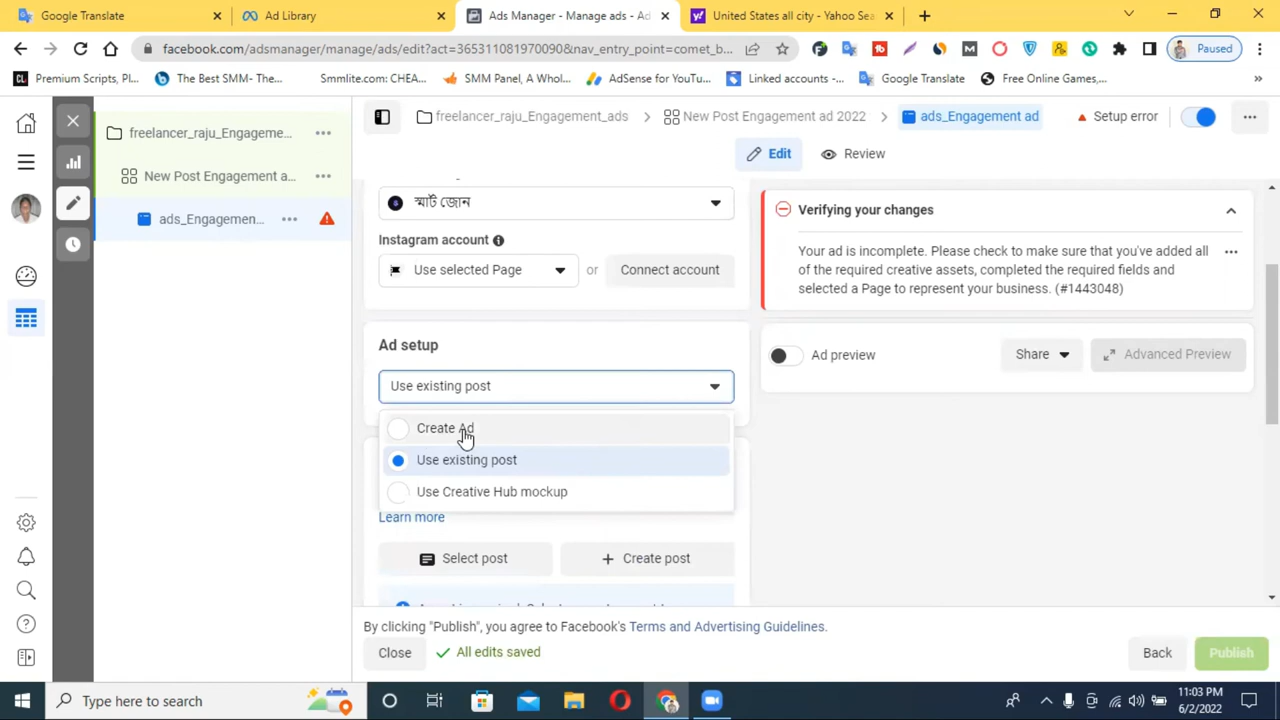 Google Translate
Ad Library
Ads Manager - Manage ads - Ad
United States all city - Yahoo Sea
facebook.com/adsmanager/manage/ads/edit?act=365311081970090&nav_entry_point=comet_b...
Paused
Premium Scripts, Pl...
The Best SMM- The...
Smmlite.com: CHEA...
SMM Panel, A Whol...
AdSense for YouTu...
Linked accounts -...
Google Translate
Free Online Games,...
freelancer_raju_Engageme...
New Post Engagement a...
ads_Engagemen...
freelancer_raju_Engagement_ads
New Post Engagement ad 2022
ads_Engagement ad
Setup error
Edit
Review
স্মার্ট জোন
Instagram account
Use selected Page
or
Connect account
Ad setup
Use existing post
Create Ad
Use existing post
Use Creative Hub mockup
Learn more
Select post
Create post
Verifying your changes
Your ad is incomplete. Please check to make sure that you've added all
of the required creative assets, completed the required fields and
selected a Page to represent your business. (#1443048)
Ad preview
Share
Advanced Preview
By clicking "Publish", you agree to Facebook's Terms and Advertising Guidelines.
Close
All edits saved
Back
Publish
Type here to search
11:03 PM
6/2/2022